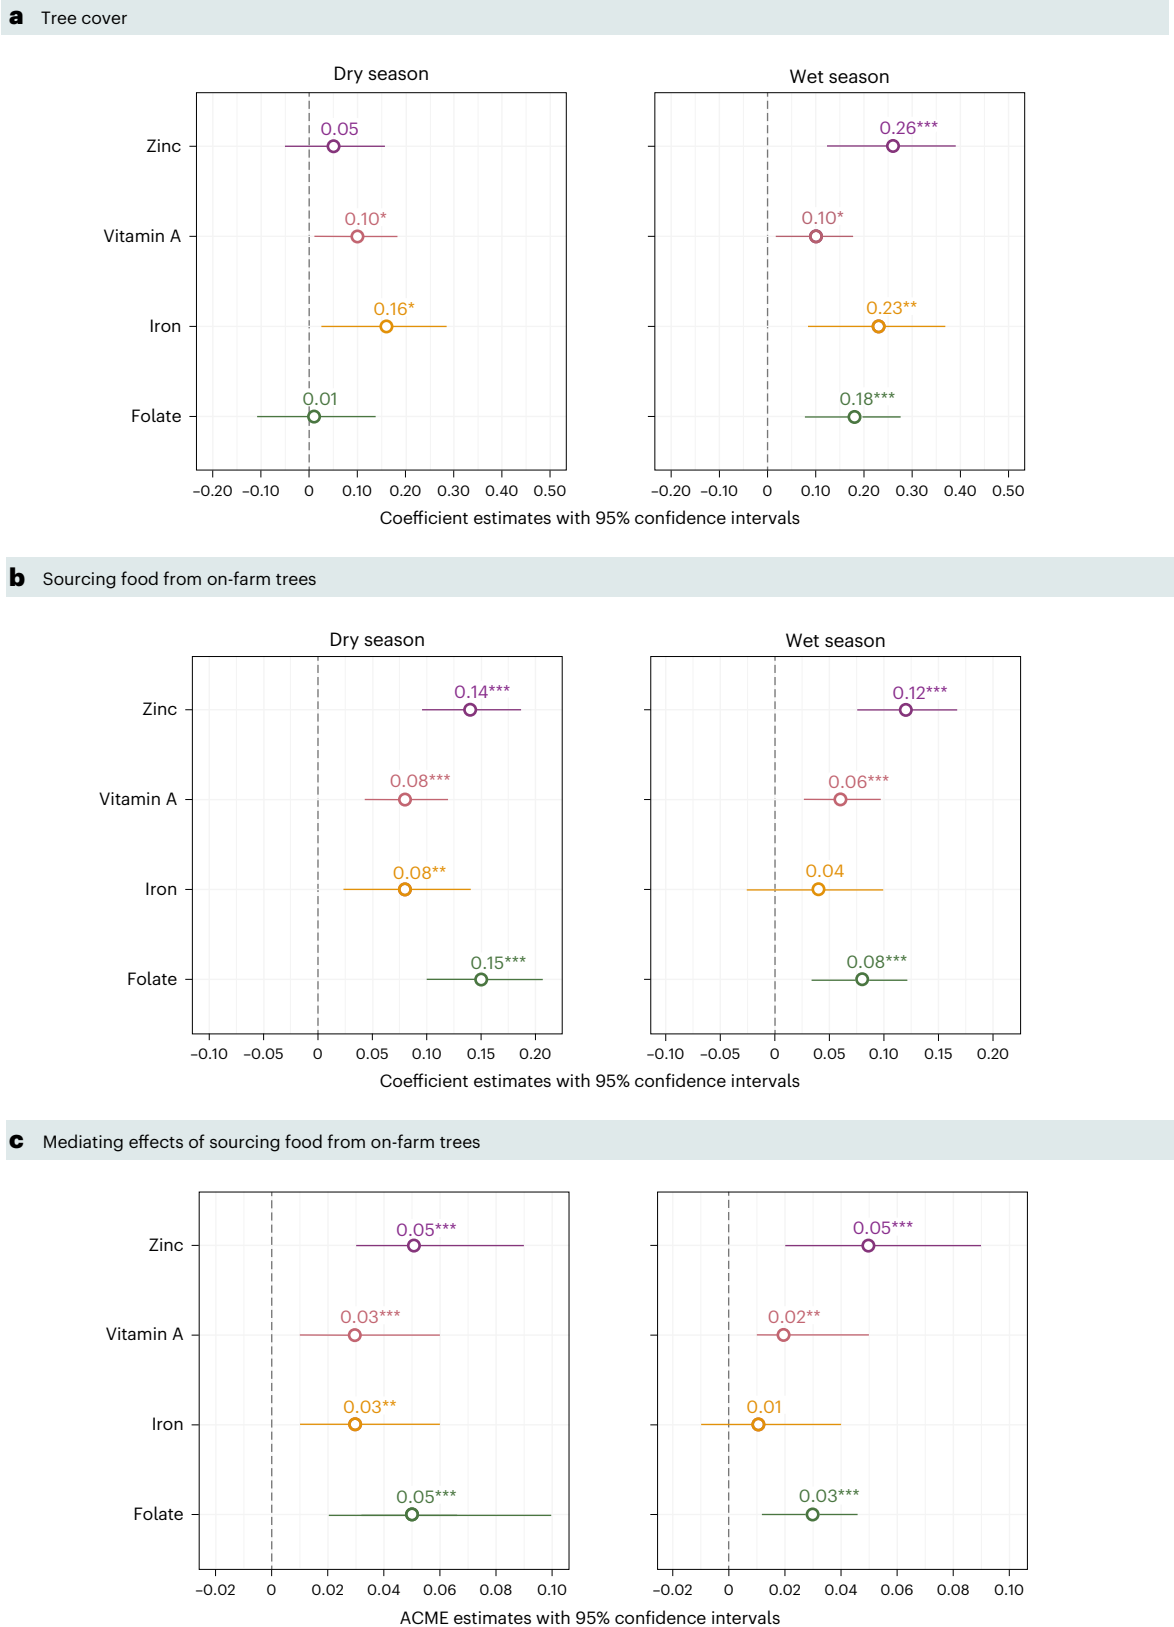 a Tree cover
Dry season
Wet season
Zinc
0.05
0.26***
Vitamin A
0.10*
0.10*
Iron
0.16*
0.23**
Folate
0.01
0.18***
–0.20 –0.10 0 0.10 0.20 0.30 0.40 0.50
–0.20 –0.10 0 0.10 0.20 0.30 0.40 0.50
Coefficient estimates with 95% confidence intervals
b Sourcing food from on-farm trees
Dry season
Wet season
Zinc
0.14***
0.12***
Vitamin A
0.08***
0.06***
Iron
0.08**
0.04
Folate
0.15***
0.08***
–0.10 –0.05 0 0.05 0.10 0.15 0.20
–0.10 –0.05 0 0.05 0.10 0.15 0.20
Coefficient estimates with 95% confidence intervals
c Mediating effects of sourcing food from on-farm trees
Zinc
0.05***
0.05***
Vitamin A
0.03***
0.02**
Iron
0.03**
0.01
Folate
0.05***
0.03***
–0.02 0 0.02 0.04 0.06 0.08 0.10
–0.02 0 0.02 0.04 0.06 0.08 0.10
ACME estimates with 95% confidence intervals